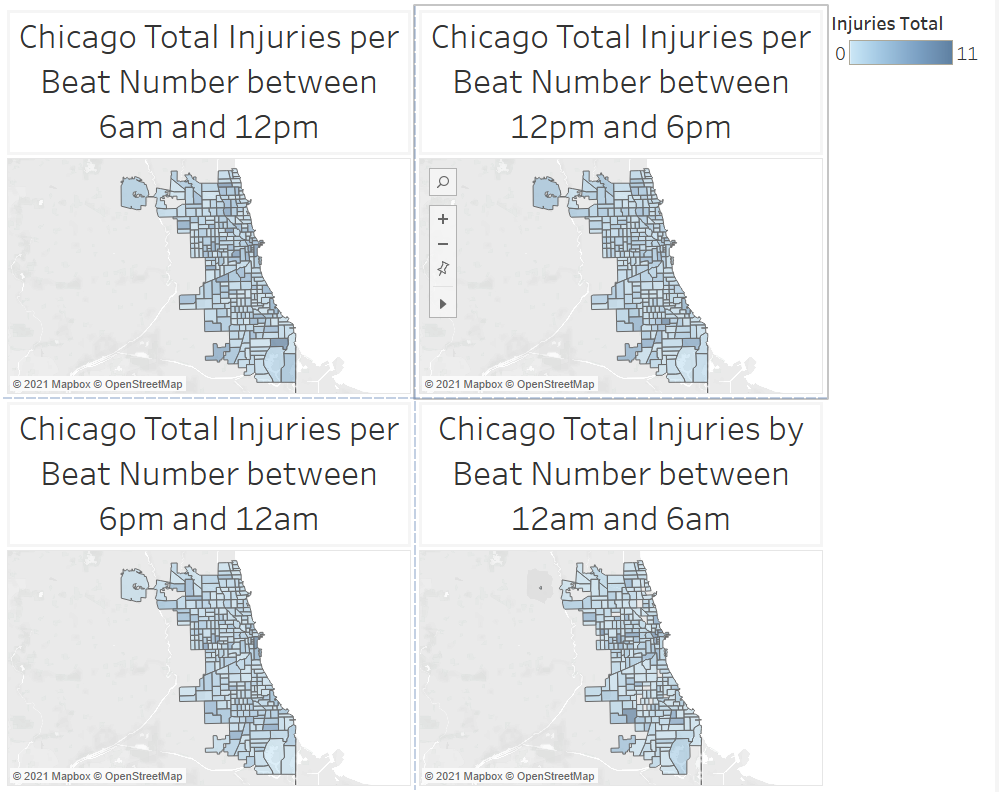 Chicago Total Injuries per
Beat Number between
6am and 12pm
Chicago Total Injuries per
Beat Number between
12pm and 6pm
Injuries Total
0 11
© 2021 Mapbox © OpenStreetMap
© 2021 Mapbox © OpenStreetMap
Chicago Total Injuries per
Beat Number between
6pm and 12am
Chicago Total Injuries by
Beat Number between
12am and 6am
© 2021 Mapbox © OpenStreetMap
© 2021 Mapbox © OpenStreetMap